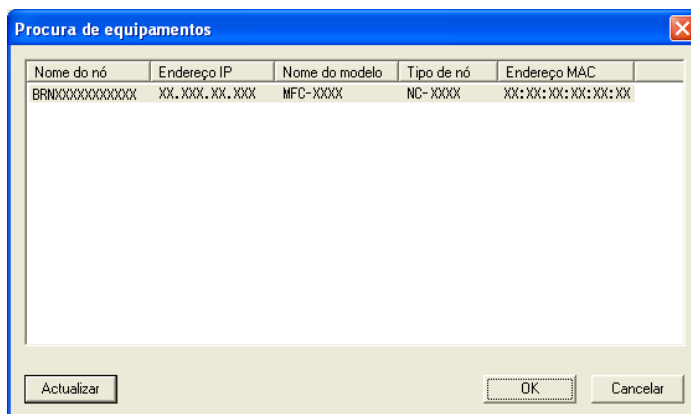 Procura de equipamentos
Nome do nó Endereço IP Nome do modelo Tipo de nó Endereço MAC
BRNXXXXXXXXXXXX XX.XXX.XX.XXX MFC-XXXX NC-XXXX XX:XX:XX:XX:XX:XX
Actualizar OK Cancelar